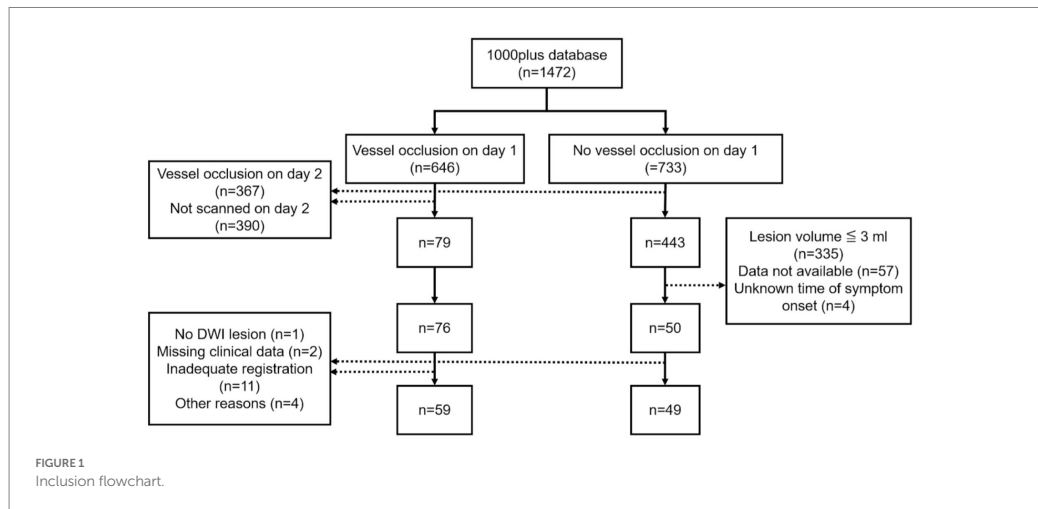 1000plus database
(n=1472)
Vessel occlusion on day 1
(n=646)
No vessel occlusion on day 1
(=733)
Vessel occlusion on day 2
(n=367)
Not scanned on day 2
(n=390)
n=79
n=443
Lesion volume ≦ 3 ml
(n=335)
Data not available (n=57)
Unknown time of symptom
onset (n=4)
n=76
n=50
No DWI lesion (n=1)
Missing clinical data (n=2)
Inadequate registration
(n=11)
Other reasons (n=4)
n=59
n=49
FIGURE 1
Inclusion flowchart.